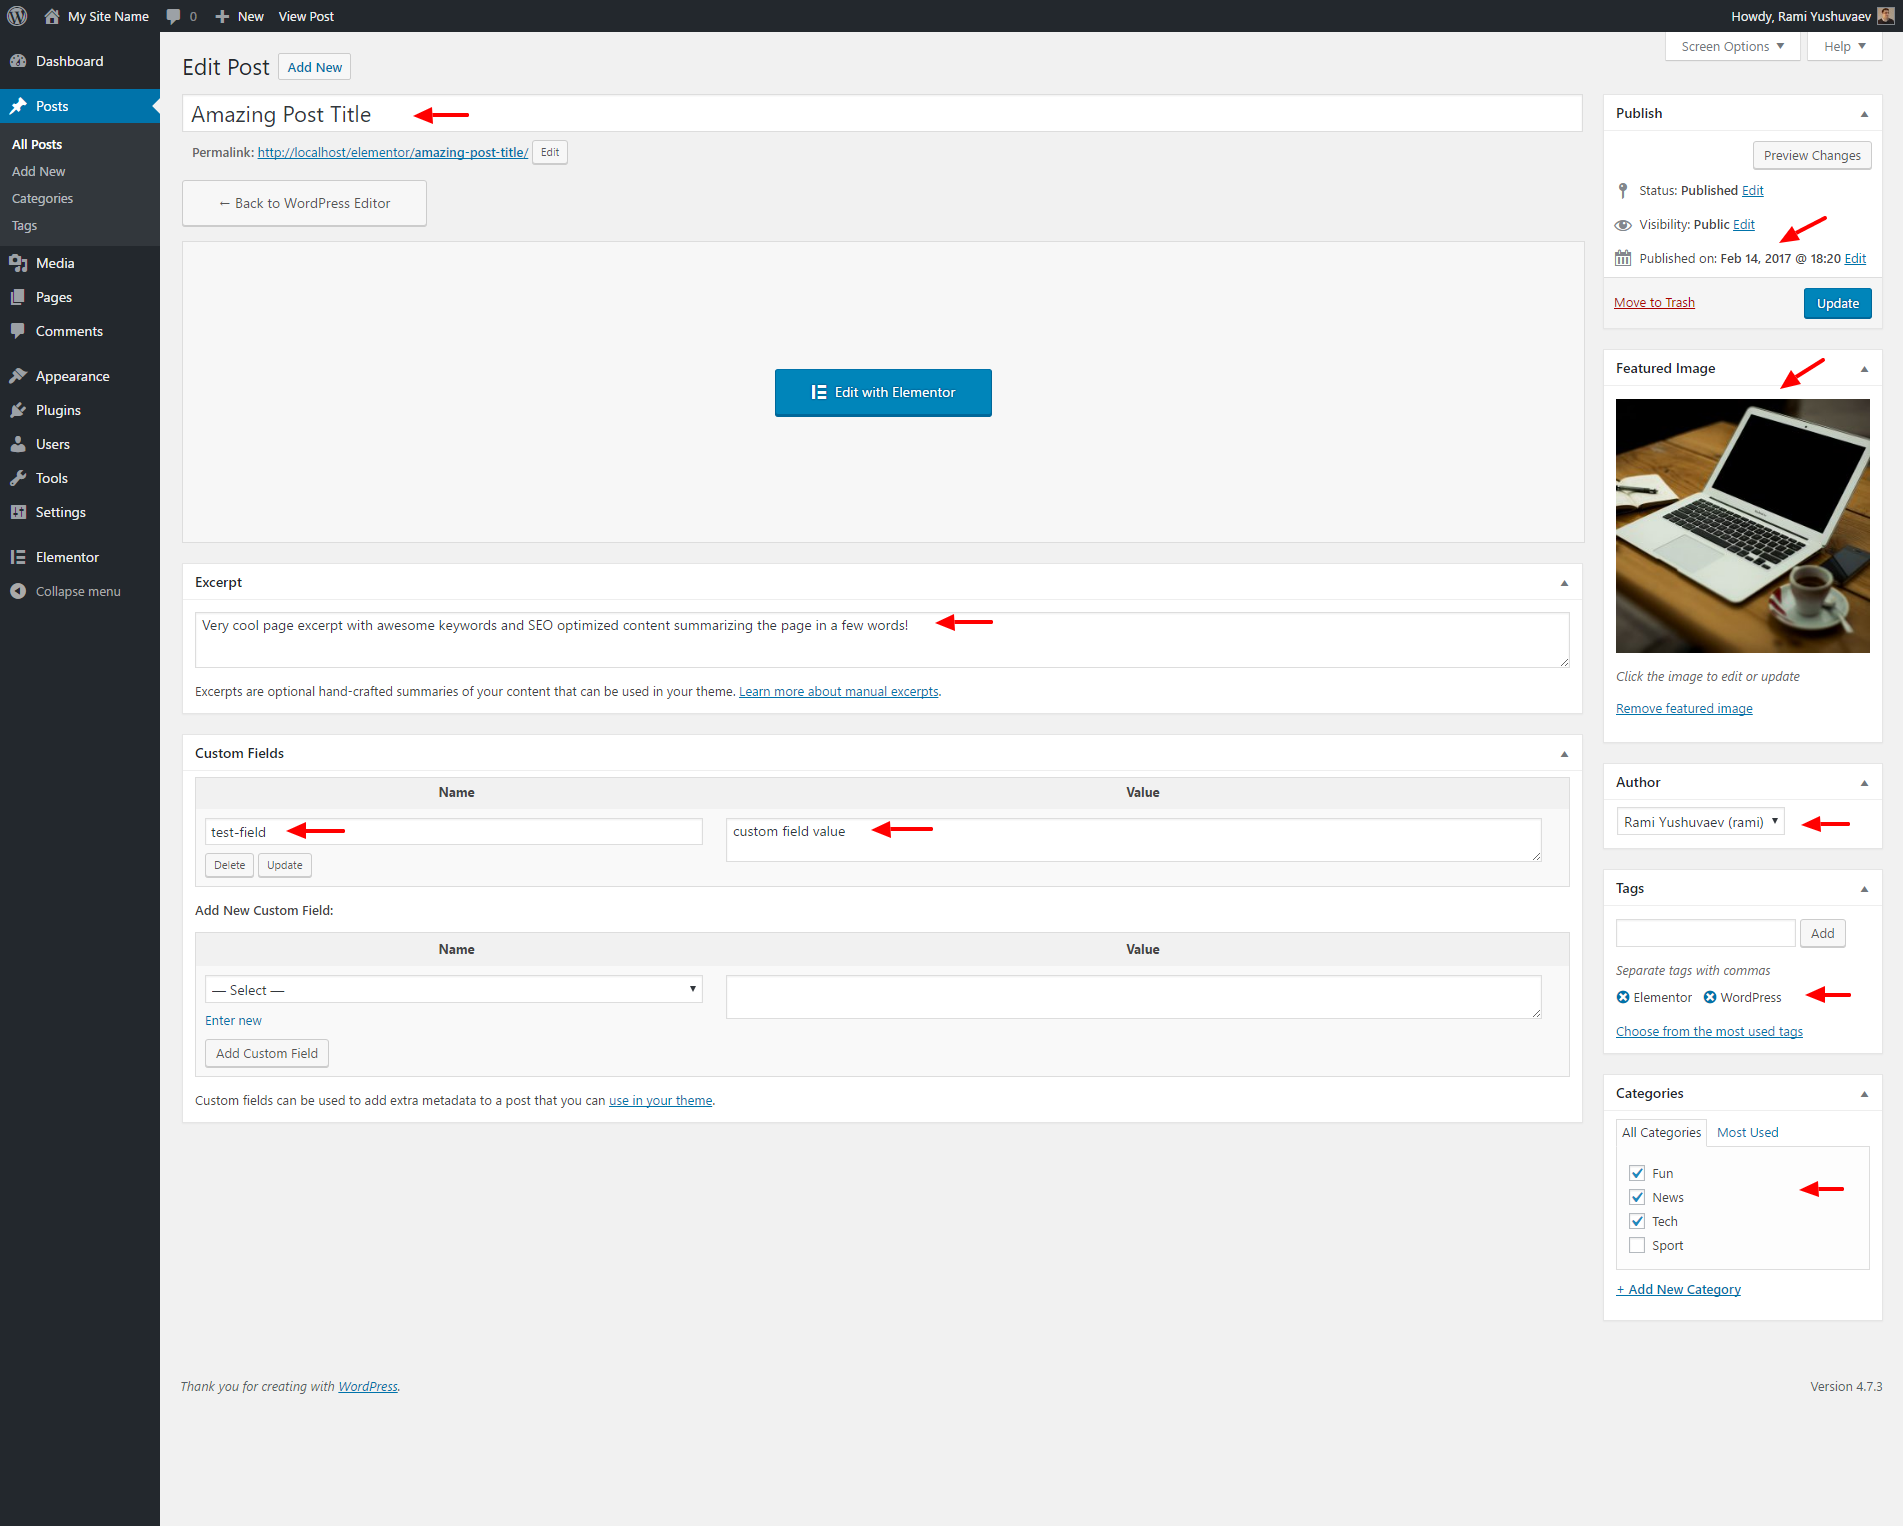 My Site Name
0
New
View Post
Howdy, Rami Yushuvaev
Dashboard
Posts
All Posts
Add New
Categories
Tags
Media
Pages
Comments
Appearance
Plugins
Users
Tools
Settings
Elementor
Collapse menu
Screen Options
Help
Edit Post
Add New
Amazing Post Title
Permalink: http://localhost/elementor/amazing-post-title/ Edit
← Back to WordPress Editor
Edit with Elementor
Excerpt
Very cool page excerpt with awesome keywords and SEO optimized content summarizing the page in a few words!
Excerpts are optional hand-crafted summaries of your content that can be used in your theme. Learn more about manual excerpts.
Custom Fields
Name Value
test-field
custom field value
Delete Update
Add New Custom Field:
Name Value
— Select —
Enter new
Add Custom Field
Custom fields can be used to add extra metadata to a post that you can use in your theme.
Publish
Preview Changes
Status: Published Edit
Visibility: Public Edit
Published on: Feb 14, 2017 @ 18:20 Edit
Move to Trash
Update
Featured Image
Click the image to edit or update
Remove featured image
Author
Rami Yushuvaev (rami)
Tags
Add
Separate tags with commas
Elementor WordPress
Choose from the most used tags
Categories
All Categories Most Used
Fun
News
Tech
Sport
+ Add New Category
Thank you for creating with WordPress.
Version 4.7.3